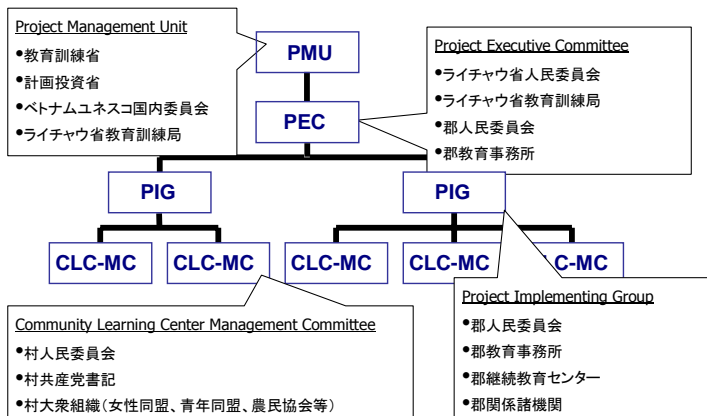 Project Management Unit
●教育訓練省
●計画投資省
●ベトナムユネスコ国内委員会
●ライチャウ省教育訓練局
PMU
Project Executive Committee
●ライチャウ省人民委員会
●ライチャウ省教育訓練局
●郡人民委員会
●郡教育事務所
PEC
PIG
PIG
CLC-MC
CLC-MC
CLC-MC
CLC-MC
C-MC
Community Learning Center Management Committee
●村人民委員会
●村共産党書記
●村大衆組織(女性同盟、青年同盟、農民協会等)
Project Implementing Group
●郡人民委員会
●郡教育事務所
●郡継続教育センター
●郡関係諸機関